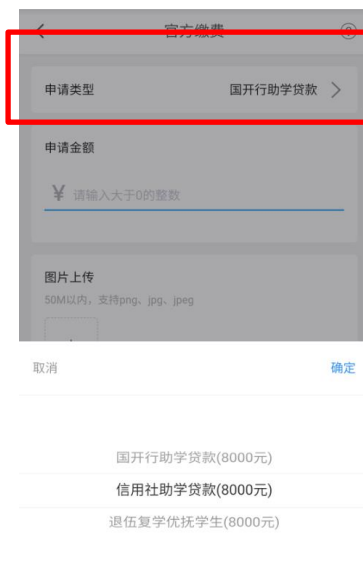 官方缴费
申请类型 国开行助学贷款
申请金额
¥ 请输入大于0的整数
图片上传
50M以内，支持png、jpg、jpeg
取消 确定
国开行助学贷款(8000元)
信用社助学贷款(8000元)
退伍复学优抚学生(8000元)